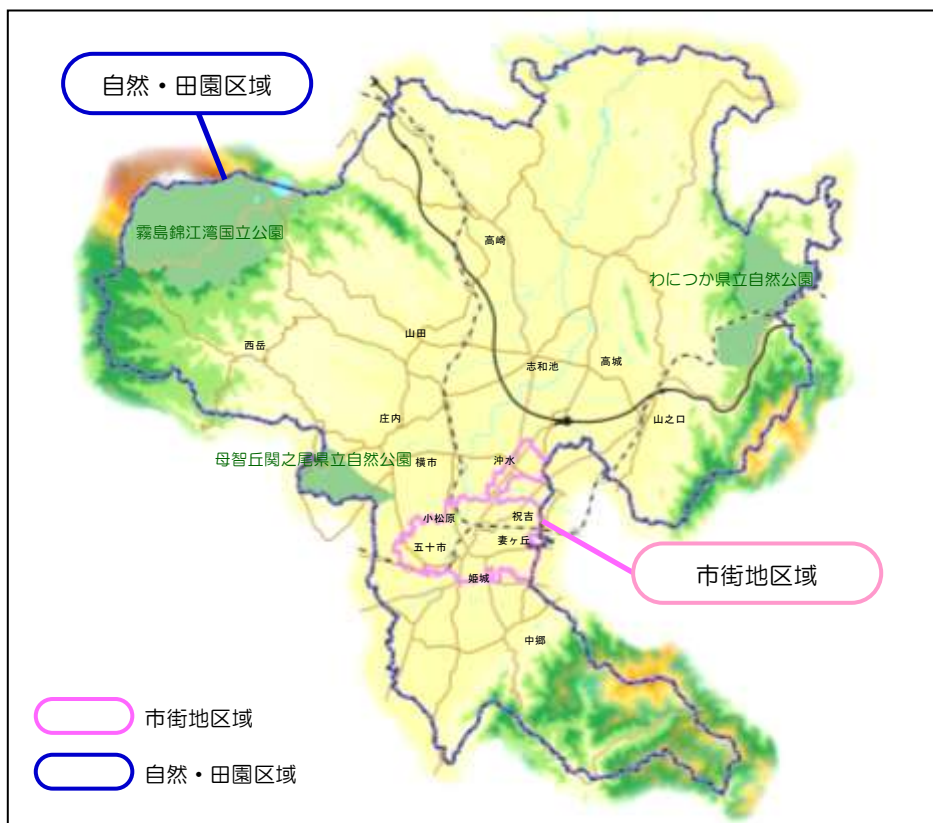 自然・田園区域
霧島錦江湾国立公園
高崎
わにつか県立自然公園
山田
西岳
志和池
高城
庄内
山之口
母智丘関之尾県立自然公園
横市
沖水
小松原
祝吉
五十市
妻ヶ丘
姫城
市街地区域
中郷
市街地区域
自然・田園区域